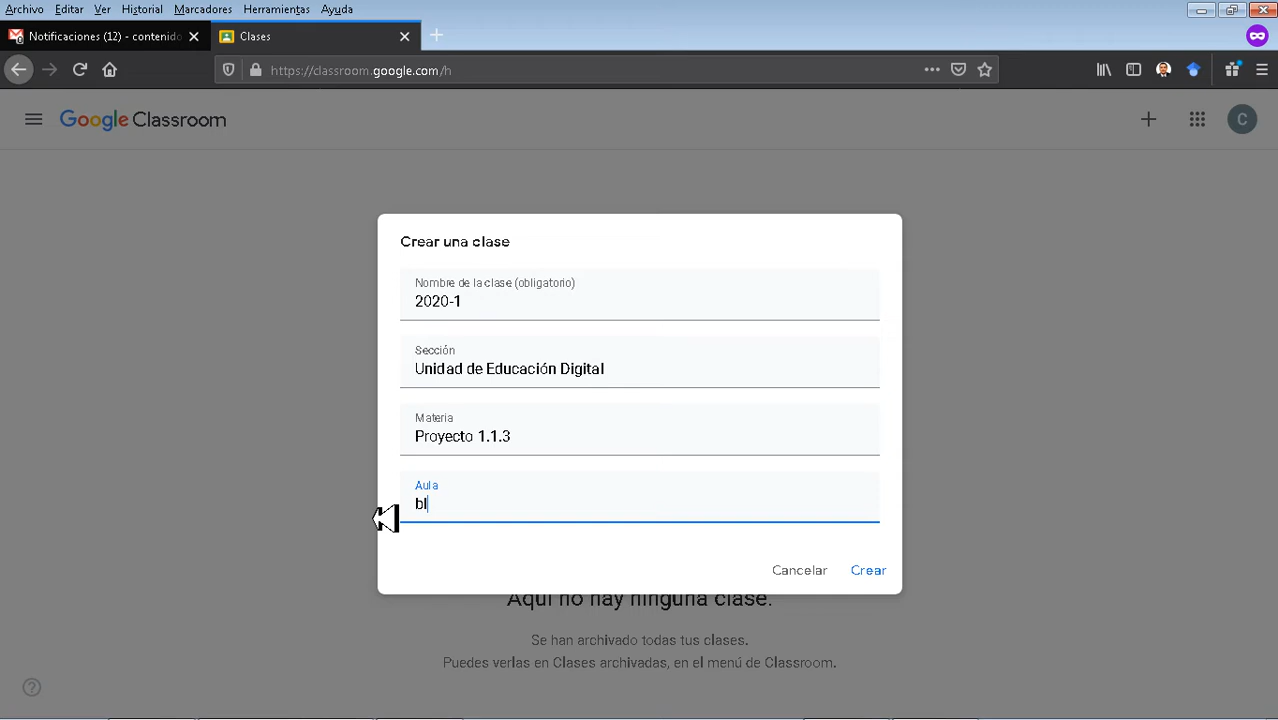 Archivo Editar Ver Historial Marcadores Herramientas Ayuda
Notificaciones (12) - contenido
Clases
https://classroom.google.com/h
Google Classroom
C
Crear una clase
Nombre de la clase (obligatorio)
2020-1
Sección
Unidad de Educación Digital
Materia
Proyecto 1.1.3
Aula
bl
Cancelar Crear
Aquí no hay ninguna clase.
Se han archivado todas tus clases.
Puedes verlas en Clases archivadas, en el menú de Classroom.